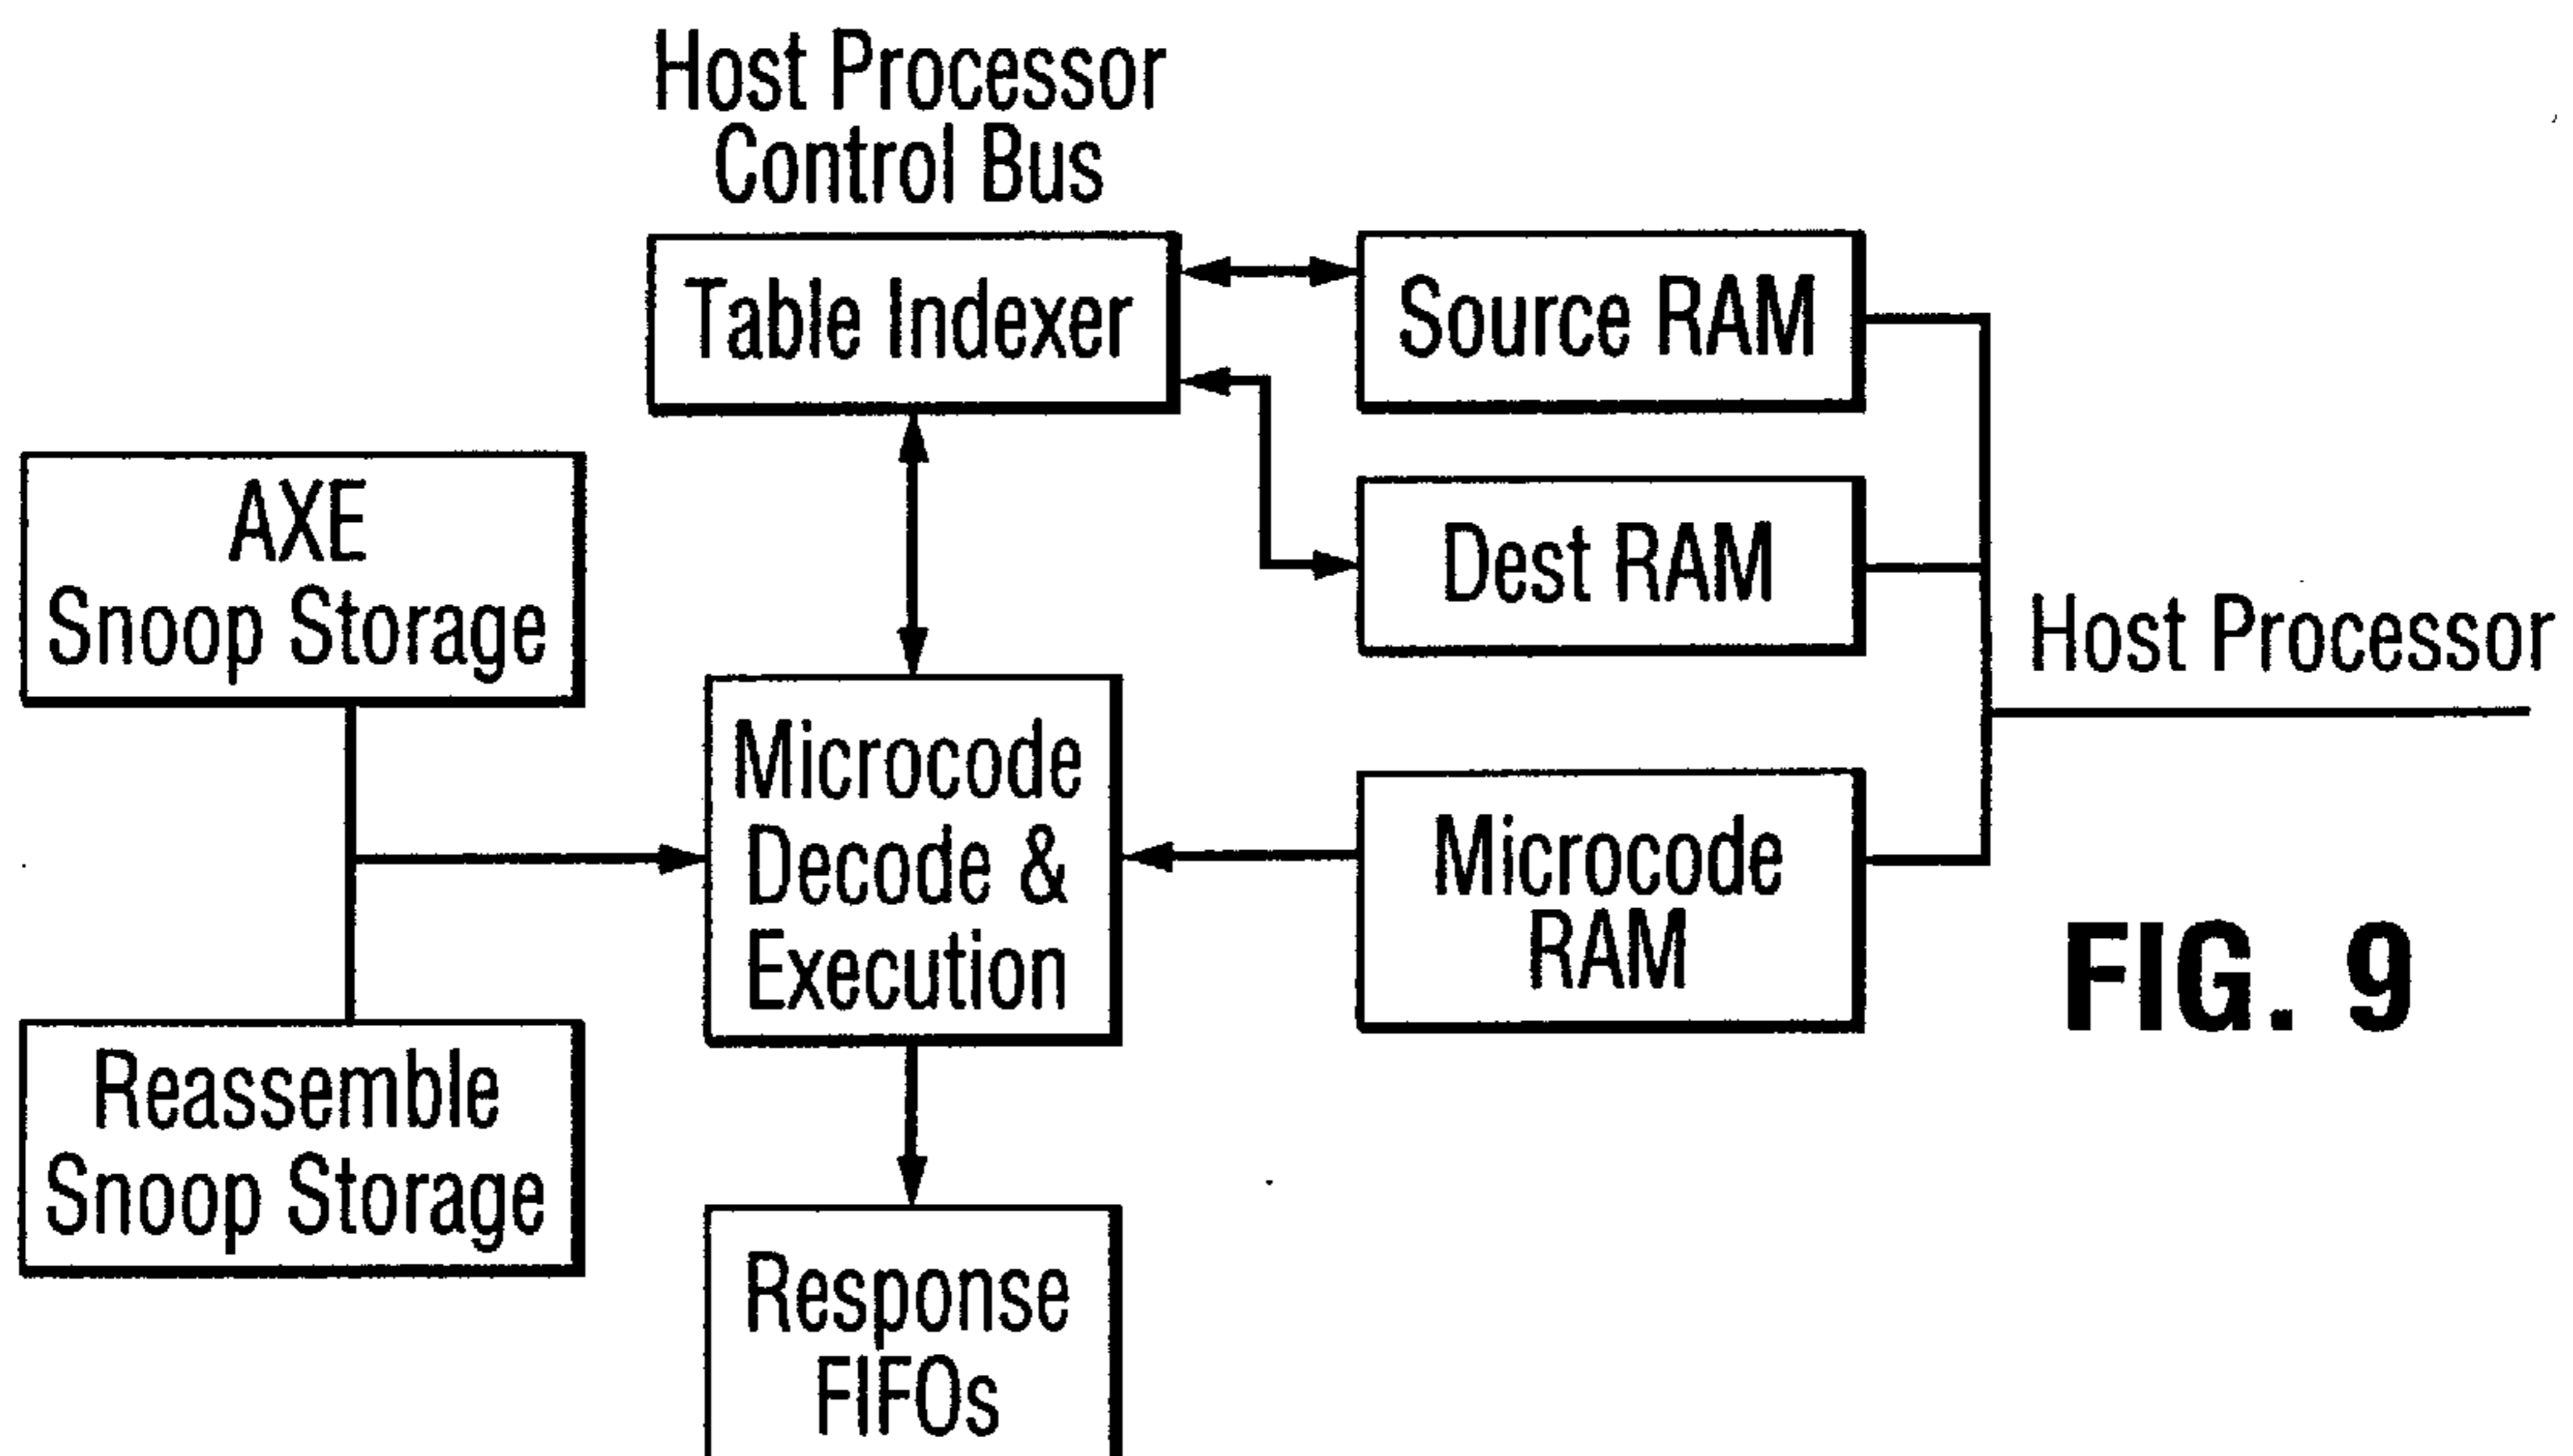 Host Processor
Control Bus
Table Indexer
Source RAM
AXE
Snoop Storage
Dest RAM
Host Processor
Microcode
Decode &
Execution
Microcode
RAM
FIG. 9
Reassemble
Snoop Storage
Response
FIFOs